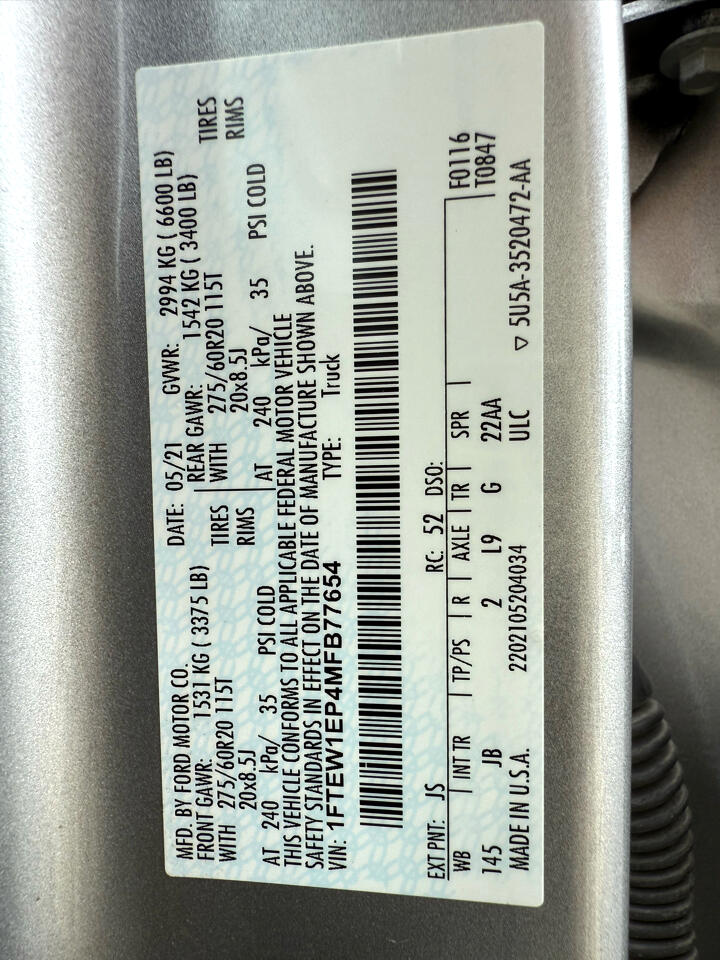 MFD. BY FORD MOTOR CO. DATE: 05/21 GVWR: 2994 KG ( 6600 LB)
FRONT GAWR: 1531 KG ( 3375 LB) REAR GAWR: 1542 KG ( 3400 LB)
WITH 275/60R20 115T TIRES WITH 275/60R20 115T TIRES
20x8.5J RIMS 20x8.5J RIMS
AT 240 kPa/ 35 PSI COLD AT 240 kPa/ 35 PSI COLD
THIS VEHICLE CONFORMS TO ALL APPLICABLE FEDERAL MOTOR VEHICLE
SAFETY STANDARDS IN EFFECT ON THE DATE OF MANUFACTURE SHOWN ABOVE.
VIN: 1FTEW1EP4MFB77654 TYPE: Truck
EXT PNT: JS RC: 52 DSO: F0116
WB | INT TR | TP/PS | R | AXLE | TR | SPR | T0847
145 JB 2 L9 G 22AA
MADE IN U.S.A. 2202105204034 ULC ▽ 5U5A-3520472-AA